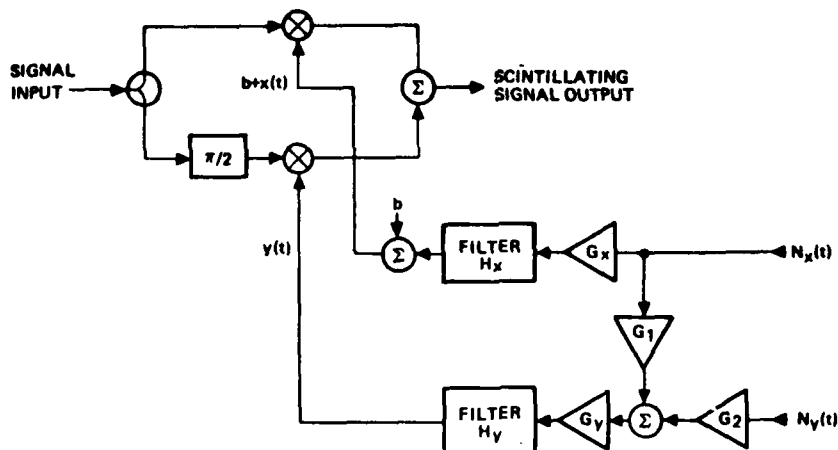 SIGNAL
INPUT
b+x(t)
Σ
SCINTILLATING
SIGNAL OUTPUT
π/2
y(t)
b
Σ
FILTER
Hx
Gx
Nx(t)
G1
FILTER
Hy
Gy
Σ
G2
Ny(t)